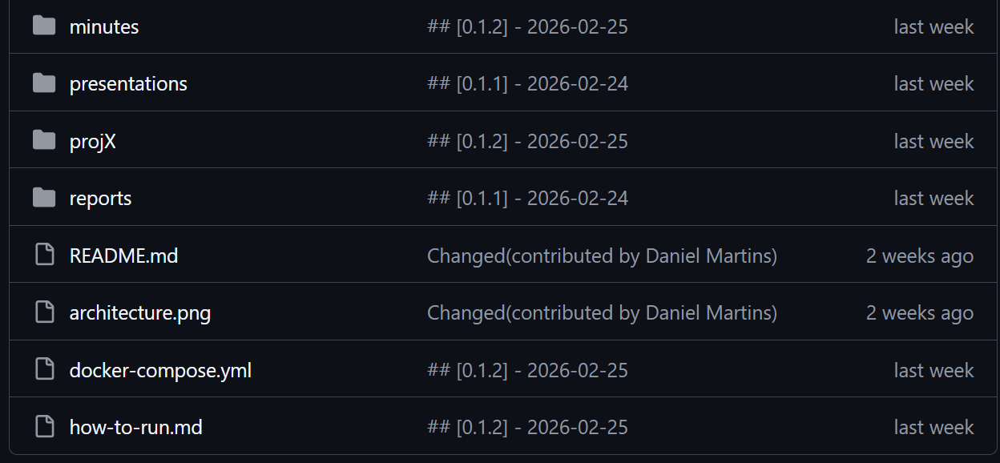 minutes ## [0.1.2] - 2026-02-25 last week
presentations ## [0.1.1] - 2026-02-24 last week
projX ## [0.1.2] - 2026-02-25 last week
reports ## [0.1.1] - 2026-02-24 last week
README.md Changed(contributed by Daniel Martins) 2 weeks ago
architecture.png Changed(contributed by Daniel Martins) 2 weeks ago
docker-compose.yml ## [0.1.2] - 2026-02-25 last week
how-to-run.md ## [0.1.2] - 2026-02-25 last week